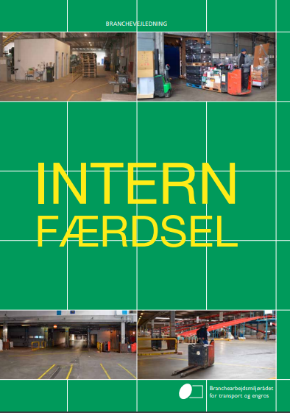 BRANCHEVEJLEDNING
INTERN
FÆRDSEL
Branchearbejdsmiljørådet
for transport og engros